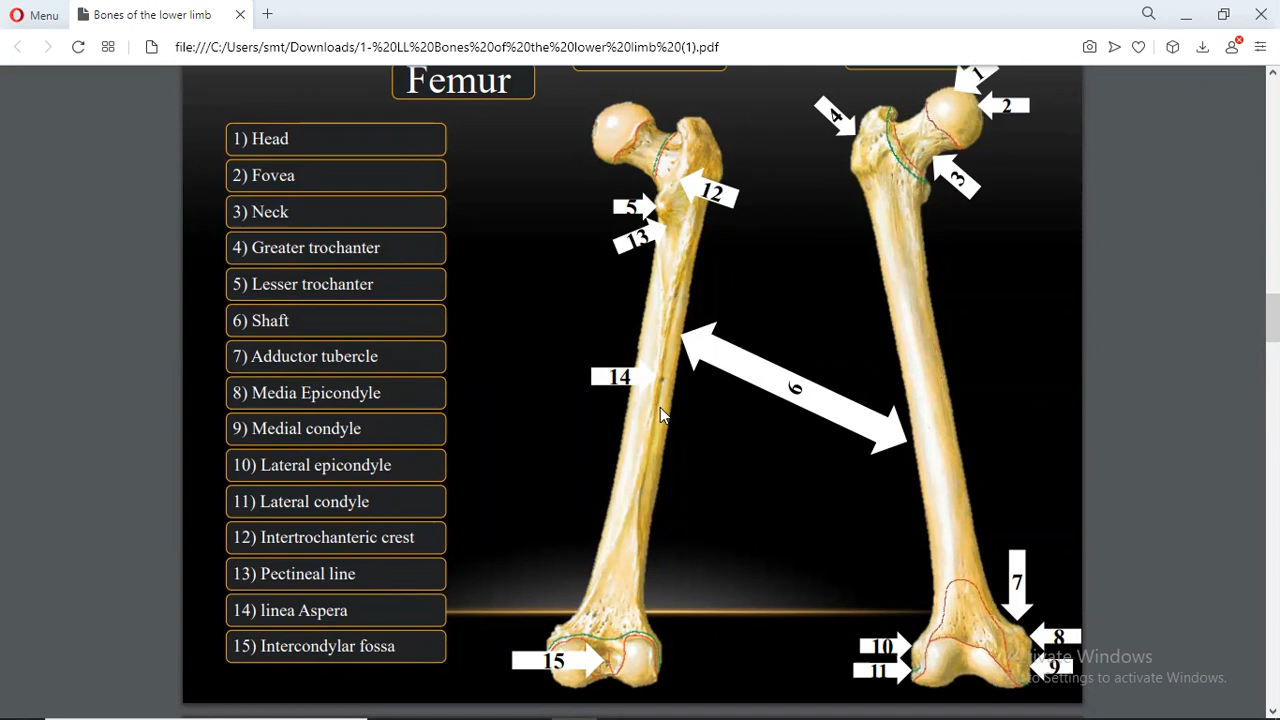 Menu
Bones of the lower limb
file:///C:/Users/smt/Downloads/1-%20LL%20Bones%20of%20the%20lower%20limb%20(1).pdf
Femur
1) Head
2) Fovea
3) Neck
4) Greater trochanter
5) Lesser trochanter
6) Shaft
7) Adductor tubercle
8) Media Epicondyle
9) Medial condyle
10) Lateral epicondyle
11) Lateral condyle
12) Intertrochanteric crest
13) Pectineal line
14) linea Aspera
15) Intercondylar fossa
1
2
4
3
12
5
13
14
6
7
8
10
9
11
15
Activate Windows
to Settings to activate Windows.